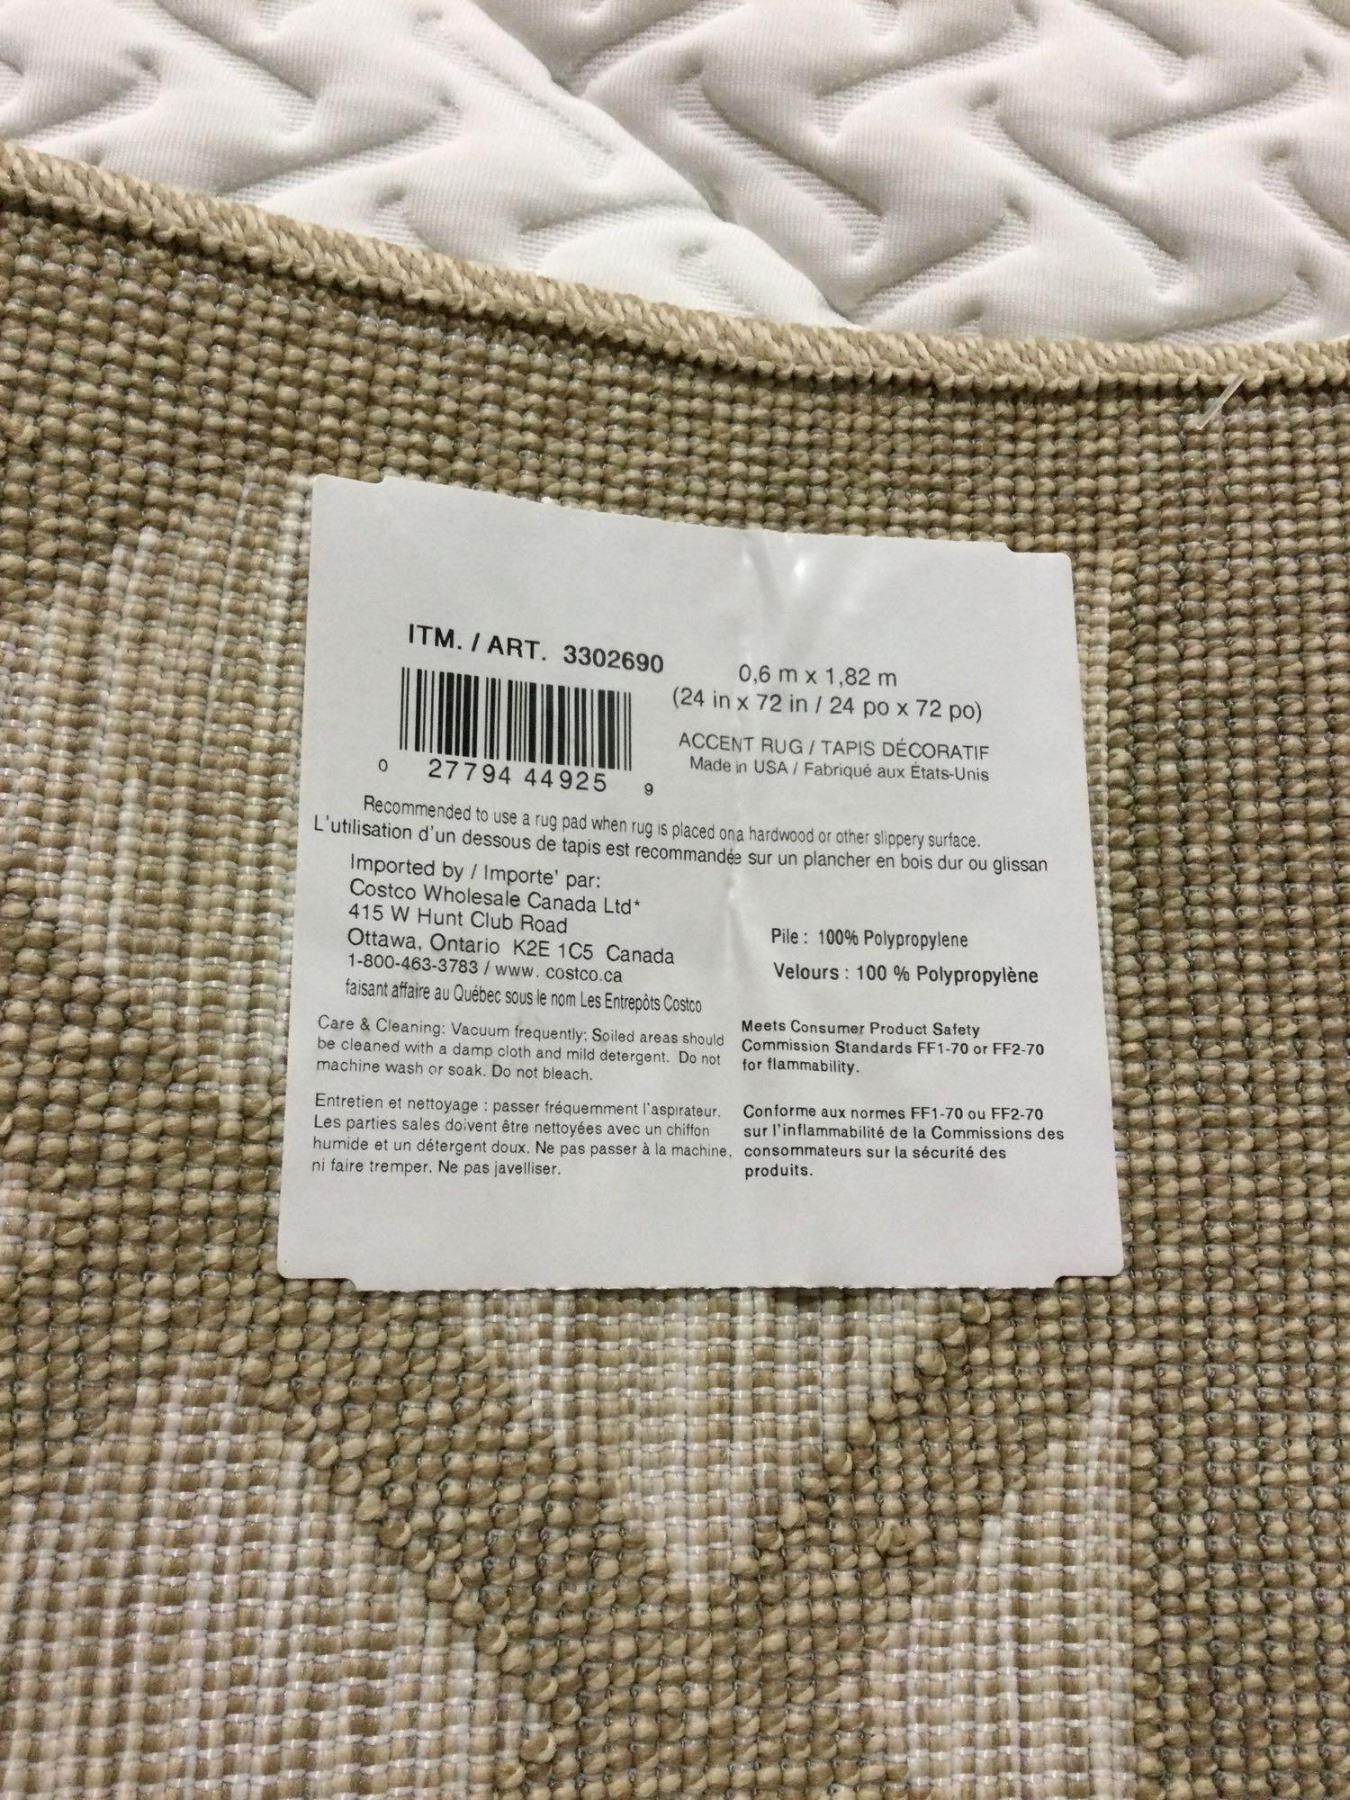 ITM. / ART. 3302690
0 27794 44925 9
0,6 m x 1,82 m
(24 in x 72 in / 24 po x 72 po)
ACCENT RUG / TAPIS DÉCORATIF
Made in USA / Fabriqué aux États-Unis
Recommended to use a rug pad when rug is placed on a hardwood or other slippery surface.
L'utilisation d'un dessous de tapis est recommandée sur un plancher en bois dur ou glissan
Imported by / Importe' par:
Costco Wholesale Canada Ltd*
415 W Hunt Club Road
Ottawa, Ontario K2E 1C5 Canada
1-800-463-3783 / www. costco.ca
faisant affaire au Québec sous le nom Les Entrepôts Costco
Pile : 100% Polypropylene
Velours : 100 % Polypropylène
Care & Cleaning: Vacuum frequently; Soiled areas should
be cleaned with a damp cloth and mild detergent. Do not
machine wash or soak. Do not bleach.
Entretien et nettoyage : passer fréquemment l'aspirateur.
Les parties sales doivent être nettoyées avec un chiffon
humide et un détergent doux. Ne pas passer à la machine,
ni faire tremper. Ne pas javelliser.
Meets Consumer Product Safety
Commission Standards FF1-70 or FF2-70
for flammability.
Conforme aux normes FF1-70 ou FF2-70
sur l'inflammabilité de la Commissions des
consommateurs sur la sécurité des
produits.